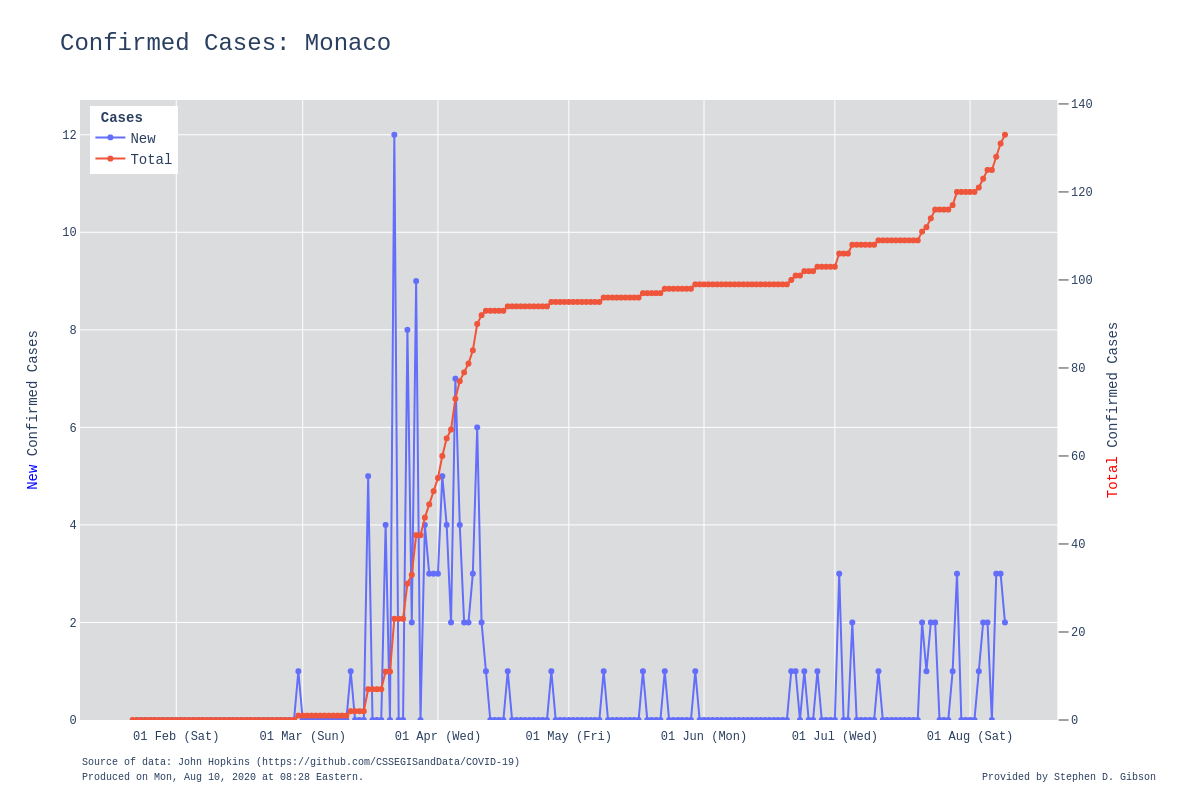 Confirmed Cases: Monaco
Cases
New
Total
12
10
8
6
4
2
0
New Confirmed Cases
140
120
100
80
60
40
20
0
Total Confirmed Cases
01 Feb (Sat) 01 Mar (Sun) 01 Apr (Wed) 01 May (Fri) 01 Jun (Mon) 01 Jul (Wed) 01 Aug (Sat)
Source of data: John Hopkins (https://github.com/CSSEGISandData/COVID-19)
Produced on Mon, Aug 10, 2020 at 08:28 Eastern.
Provided by Stephen D. Gibson